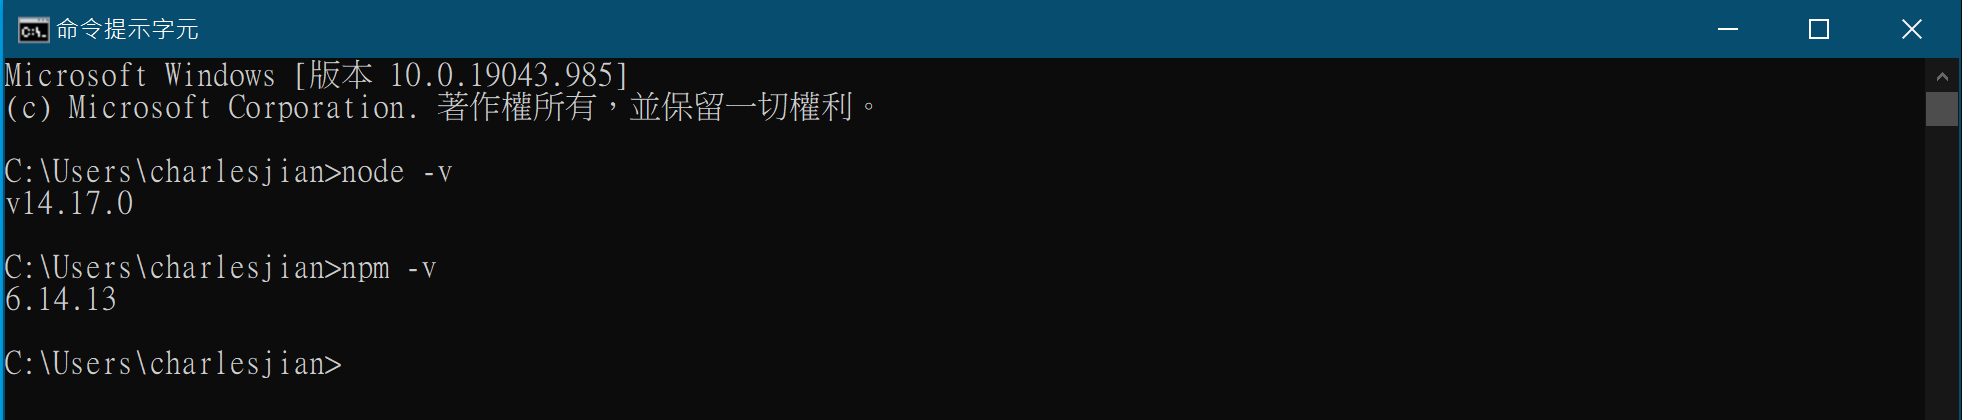 命令提示字元
Microsoft Windows [版本 10.0.19043.985]
(c) Microsoft Corporation. 著作權所有，並保留一切權利。
C:\Users\charlesjian>node -v
v14.17.0
C:\Users\charlesjian>npm -v
6.14.13
C:\Users\charlesjian>